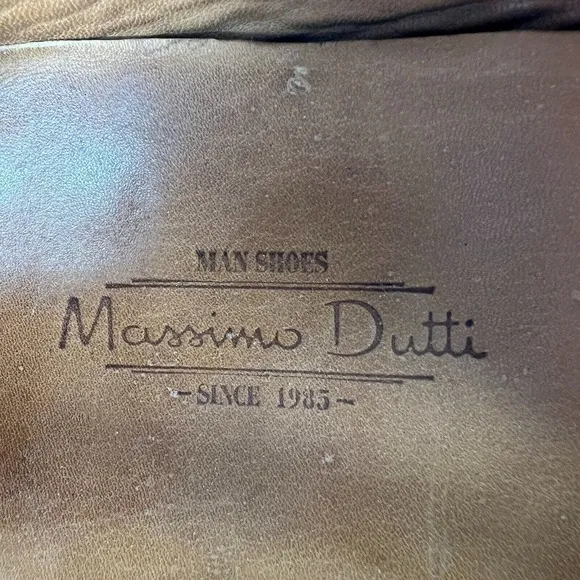 MAN SHOES
Massimo Dutti
- SINCE 1985 -